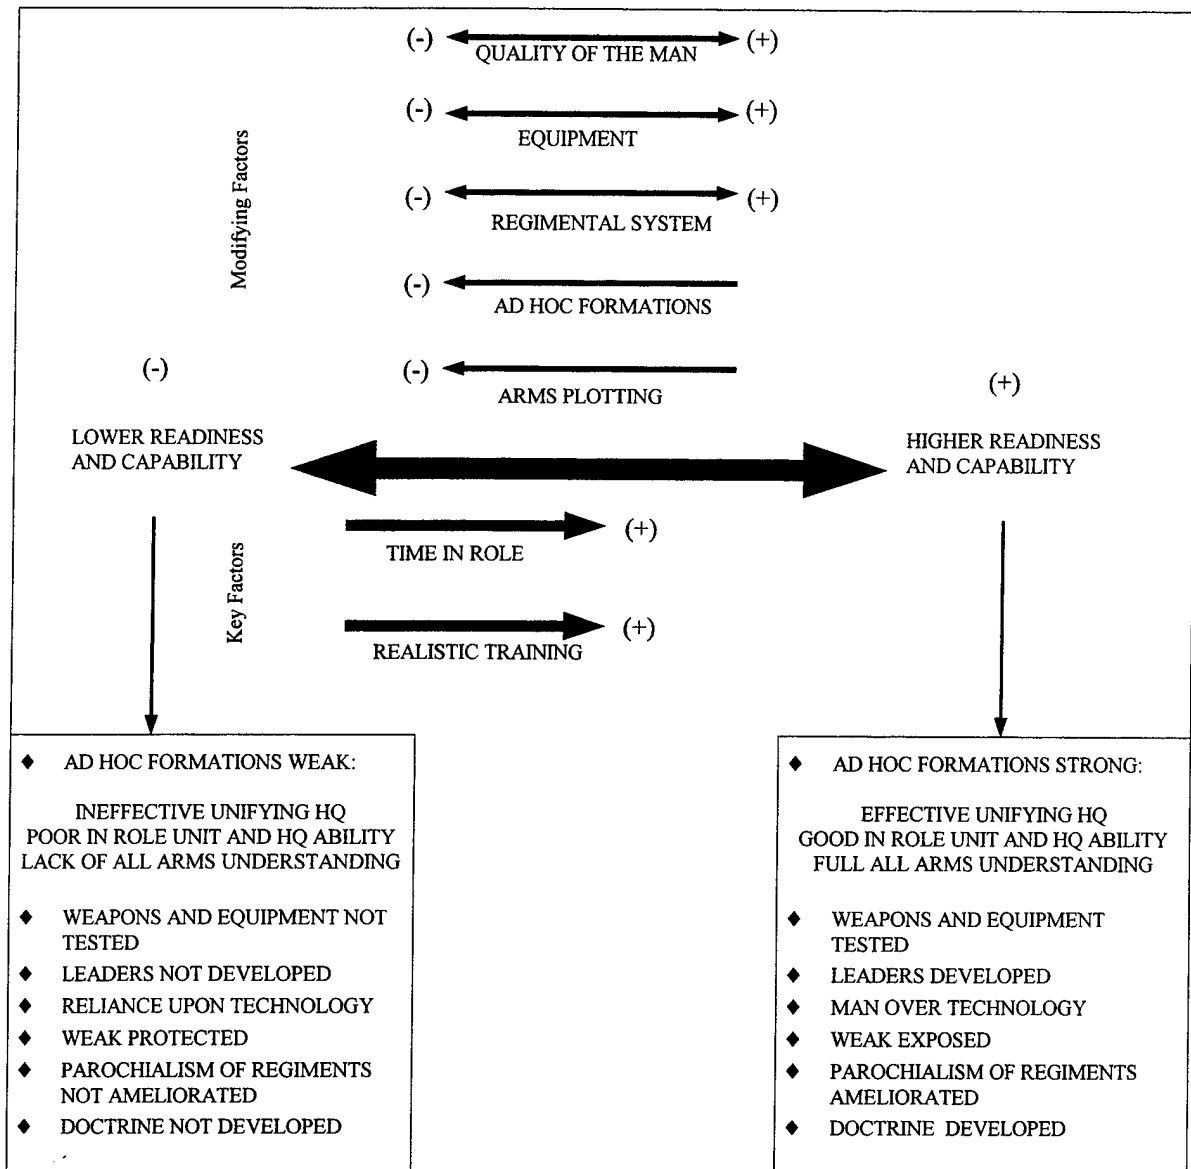 (-) (+)
QUALITY OF THE MAN
(-) (+)
EQUIPMENT
(-) (+)
REGIMENTAL SYSTEM
Modifying Factors
(-)
AD HOC FORMATIONS
(-)
ARMS PLOTTING
(-)
LOWER READINESS
AND CAPABILITY
(+)
HIGHER READINESS
AND CAPABILITY
Key Factors
(+)
TIME IN ROLE
(+)
REALISTIC TRAINING
♦ AD HOC FORMATIONS WEAK:
INEFFECTIVE UNIFYING HQ
POOR IN ROLE UNIT AND HQ ABILITY
LACK OF ALL ARMS UNDERSTANDING
♦ WEAPONS AND EQUIPMENT NOT
TESTED
♦ LEADERS NOT DEVELOPED
♦ RELIANCE UPON TECHNOLOGY
♦ WEAK PROTECTED
♦ PAROCHIALISM OF REGIMENTS
NOT AMELIORATED
♦ DOCTRINE NOT DEVELOPED
♦ AD HOC FORMATIONS STRONG:
EFFECTIVE UNIFYING HQ
GOOD IN ROLE UNIT AND HQ ABILITY
FULL ALL ARMS UNDERSTANDING
♦ WEAPONS AND EQUIPMENT
TESTED
♦ LEADERS DEVELOPED
♦ MAN OVER TECHNOLOGY
♦ WEAK EXPOSED
♦ PAROCHIALISM OF REGIMENTS
AMELIORATED
♦ DOCTRINE DEVELOPED